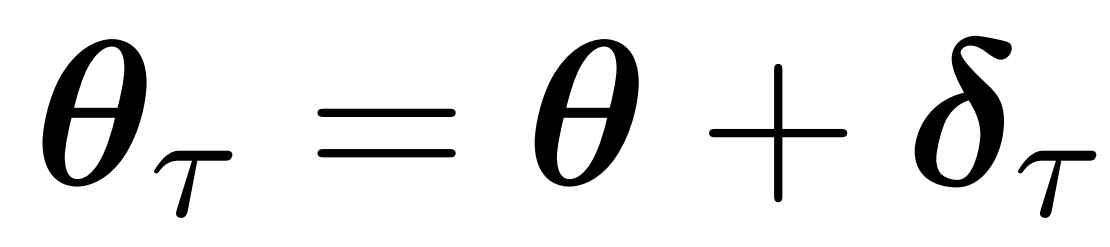 θ_τ = θ + δ_τ